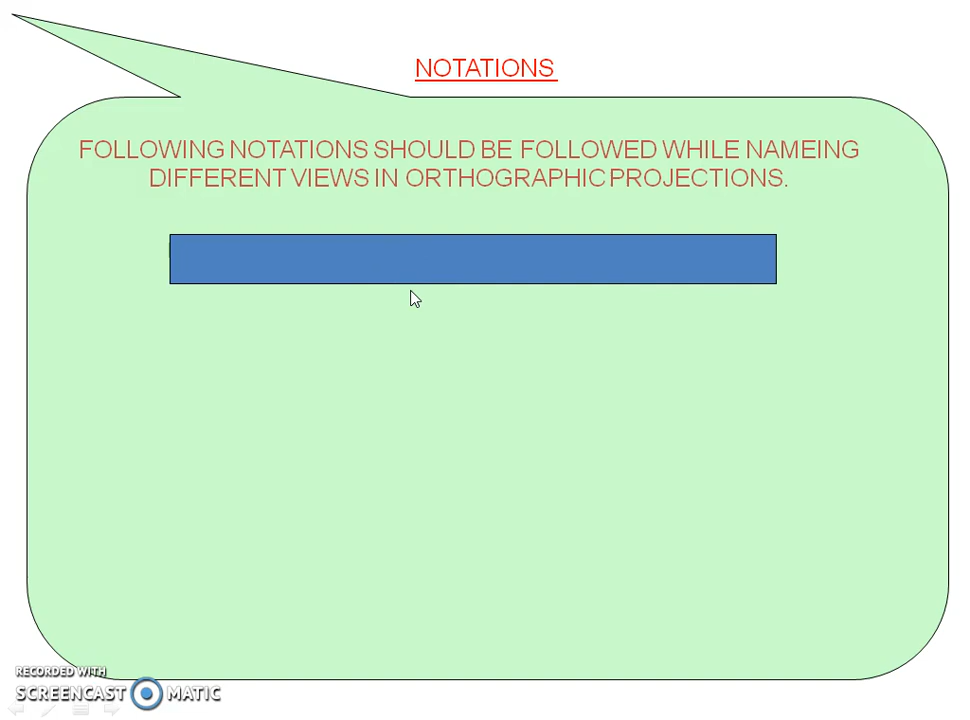 NOTATIONS
FOLLOWING NOTATIONS SHOULD BE FOLLOWED WHILE NAMEING
DIFFERENT VIEWS IN ORTHOGRAPHIC PROJECTIONS.
RECORDED WITH
SCREENCAST MATIC